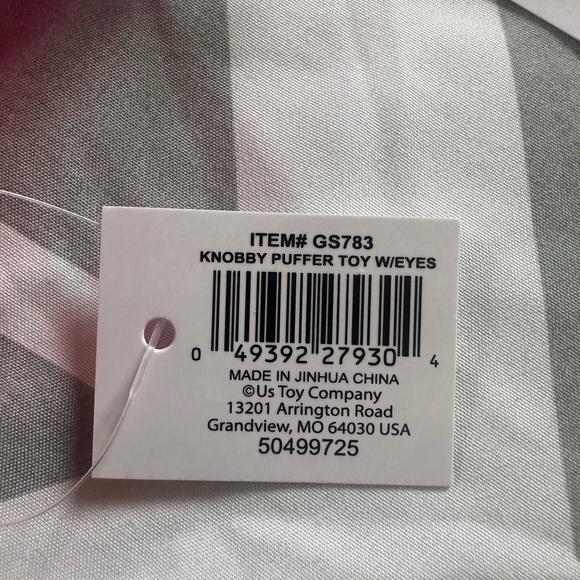 ITEM# GS783
KNOBBY PUFFER TOY W/EYES
0 49392 27930 4
MADE IN JINHUA CHINA
©Us Toy Company
13201 Arrington Road
Grandview, MO 64030 USA
50499725